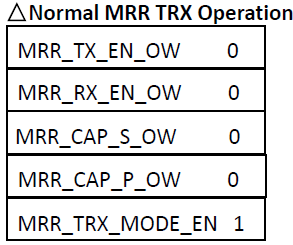 △Normal MRR TRX Operation
MRR_TX_EN_OW 0
MRR_RX_EN_OW 0
MRR_CAP_S_OW 0
MRR_CAP_P_OW 0
MRR_TRX_MODE_EN 1